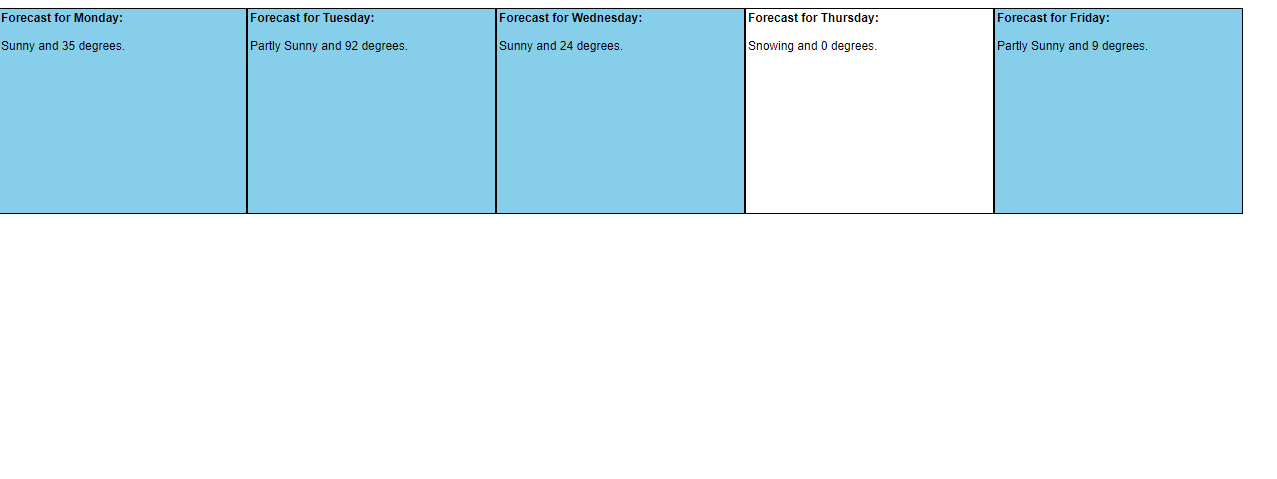 Forecast for Monday:
Sunny and 35 degrees.
Forecast for Tuesday:
Partly Sunny and 92 degrees.
Forecast for Wednesday:
Sunny and 24 degrees.
Forecast for Thursday:
Snowing and 0 degrees.
Forecast for Friday:
Partly Sunny and 9 degrees.